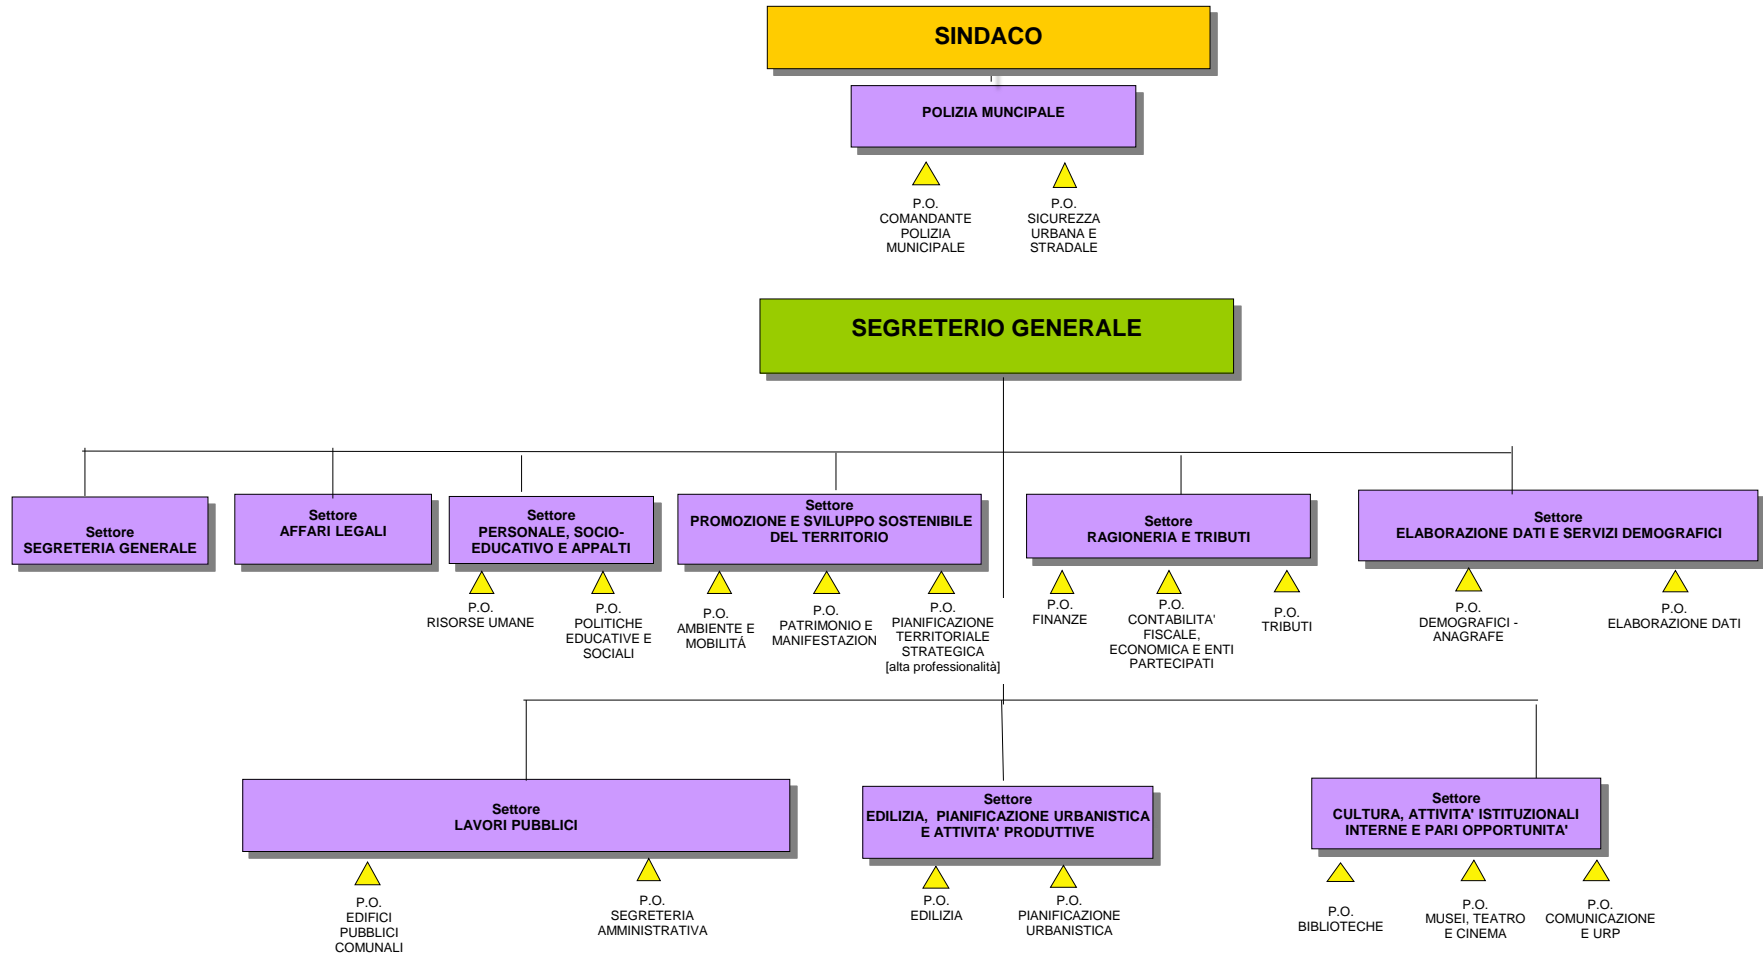 SINDACO
POLIZIA MUNCIPALE
P.O.
COMANDANTE
POLIZIA
MUNICIPALE
P.O.
SICUREZZA
URBANA E
STRADALE
SEGRETERIO GENERALE
Settore
SEGRETERIA GENERALE
Settore
AFFARI LEGALI
Settore
PERSONALE, SOCIO-
EDUCATIVO E APPALTI
Settore
PROMOZIONE E SVILUPPO SOSTENIBILE
DEL TERRITORIO
Settore
RAGIONERIA E TRIBUTI
Settore
ELABORAZIONE DATI E SERVIZI DEMOGRAFICI
P.O.
RISORSE UMANE
P.O.
POLITICHE
EDUCATIVE E
SOCIALI
P.O.
AMBIENTE E
MOBILITÁ
P.O.
PATRIMONIO E
MANIFESTAZION
P.O.
PIANIFICAZIONE
TERRITORIALE
STRATEGICA
[alta professionalità]
P.O.
FINANZE
P.O.
CONTABILITA'
FISCALE,
ECONOMICA E ENTI
PARTECIPATI
P.O.
TRIBUTI
P.O.
DEMOGRAFICI -
ANAGRAFE
P.O.
ELABORAZIONE DATI
Settore
LAVORI PUBBLICI
Settore
EDILIZIA, PIANIFICAZIONE URBANISTICA
E ATTIVITA' PRODUTTIVE
Settore
CULTURA, ATTIVITA' ISTITUZIONALI
INTERNE E PARI OPPORTUNITA'
P.O.
EDIFICI
PUBBLICI
COMUNALI
P.O.
SEGRETERIA
AMMINISTRATIVA
P.O.
EDILIZIA
P.O.
PIANIFICAZIONE
URBANISTICA
P.O.
BIBLIOTECHE
P.O.
MUSEI, TEATRO
E CINEMA
P.O.
COMUNICAZIONE
E URP